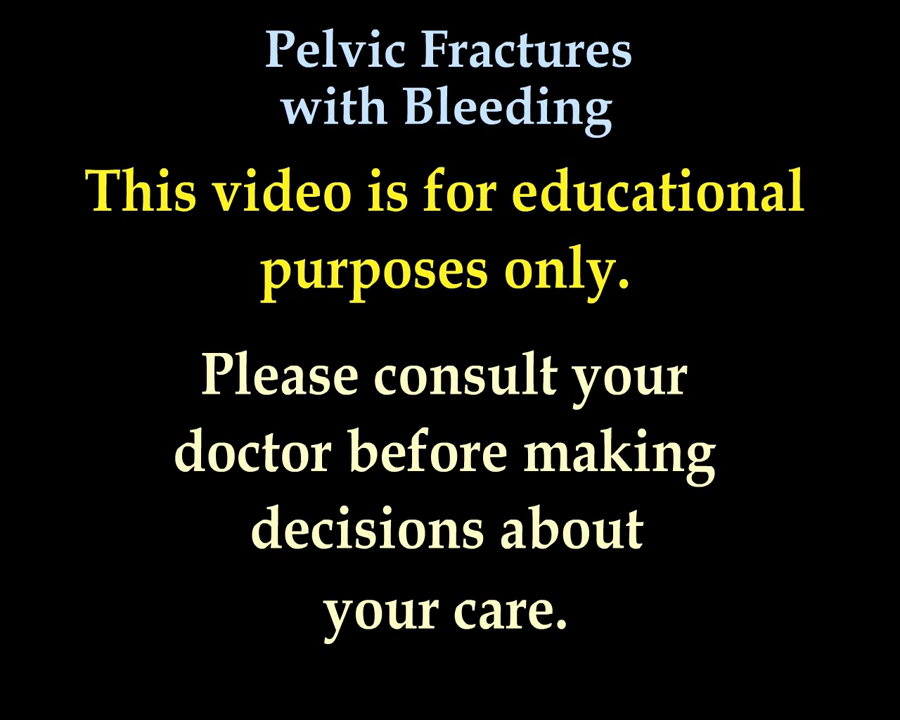 Pelvic Fractures
with Bleeding
This video is for educational
purposes only.
Please consult your
doctor before making
decisions about
your care.